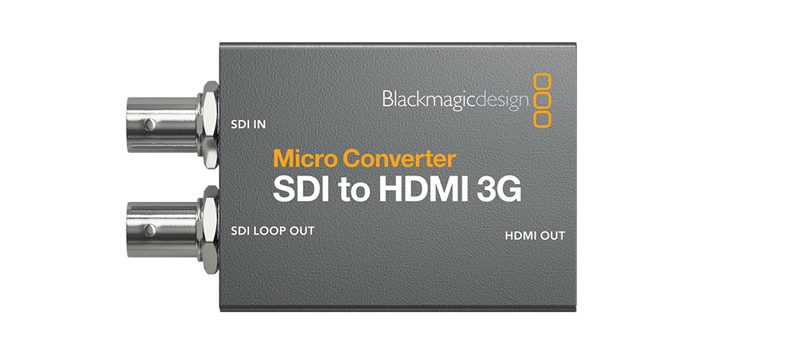 Blackmagicdesign
SDI IN
Micro Converter
SDI to HDMI 3G
SDI LOOP OUT
HDMI OUT